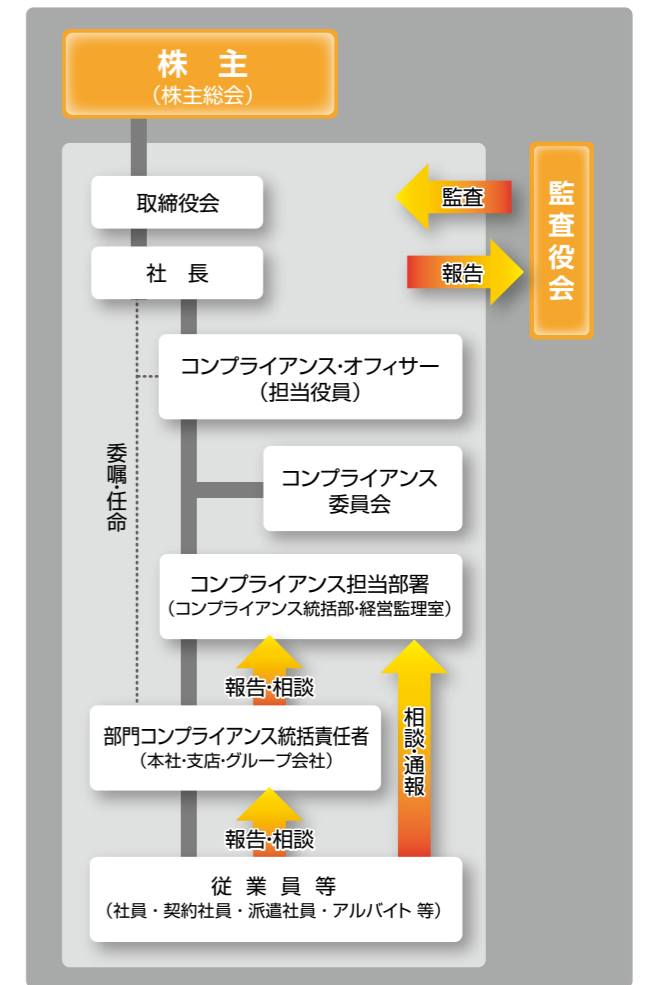 株 主
（株主総会）
取締役会
監査
監査役会
社 長
報告
コンプライアンス・オフィサー
（担当役員）
コンプライアンス
委員会
委嘱・任命
コンプライアンス担当部署
（コンプライアンス統括部・経営監理室）
報告・相談
相談・通報
部門コンプライアンス統括責任者
（本社・支店・グループ会社）
報告・相談
従 業 員 等
（社員・契約社員・派遣社員・アルバイト 等）